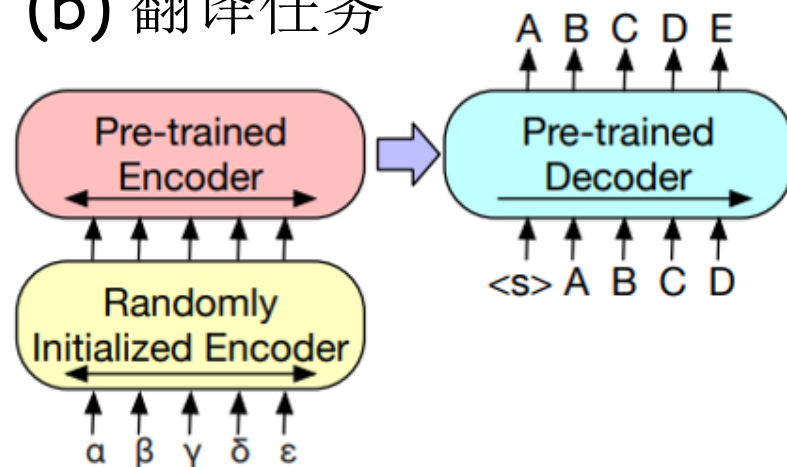 (b) 翻译任务
A B C D E
Pre-trained
Encoder
Pre-trained
Decoder
<s> A B C D
Randomly
Initialized Encoder
α β γ δ ε